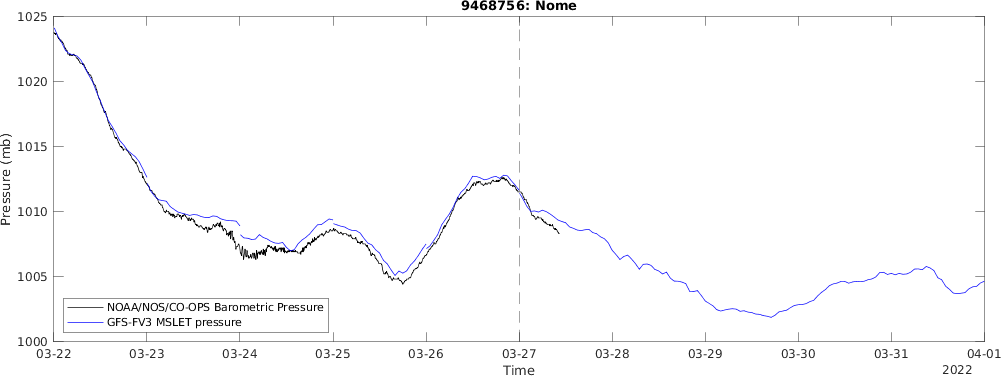 9468756: Nome
Pressure (mb)
1025
1020
1015
1010
1005
1000
NOAA/NOS/CO-OPS Barometric Pressure
GFS-FV3 MSLET pressure
03-22 03-23 03-24 03-25 03-26 03-27 03-28 03-29 03-30 03-31 04-01
Time
2022